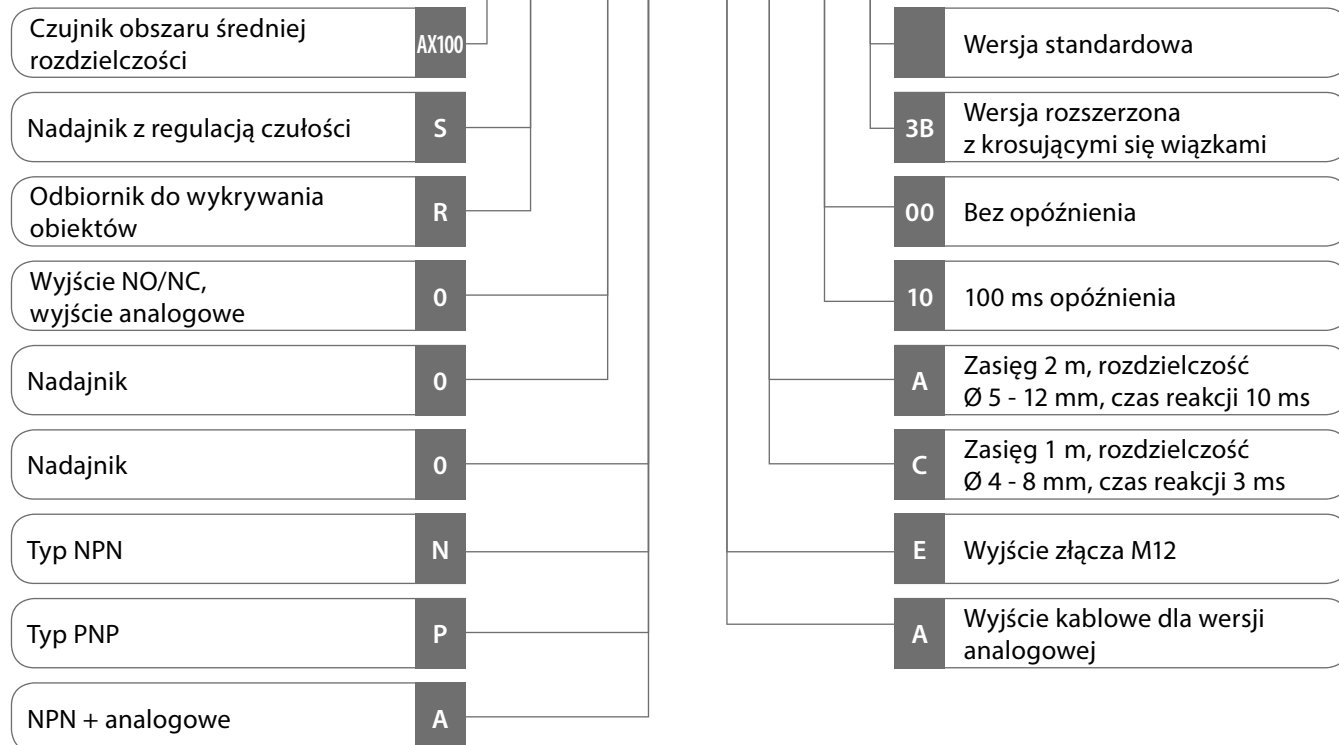 Czujnik obszaru średniej
rozdzielczości
AX100
Nadajnik z regulacją czułości
S
Odbiornik do wykrywania
obiektów
R
Wyjście NO/NC,
wyjście analogowe
0
Nadajnik
0
Nadajnik
0
Typ NPN
N
Typ PNP
P
NPN + analogowe
A
Wersja standardowa
3B
Wersja rozszerzona
z krosującymi się wiązkami
00
Bez opóźnienia
10
100 ms opóźnienia
A
Zasięg 2 m, rozdzielczość
Ø 5 - 12 mm, czas reakcji 10 ms
C
Zasięg 1 m, rozdzielczość
Ø 4 - 8 mm, czas reakcji 3 ms
E
Wyjście złącza M12
A
Wyjście kablowe dla wersji
analogowej